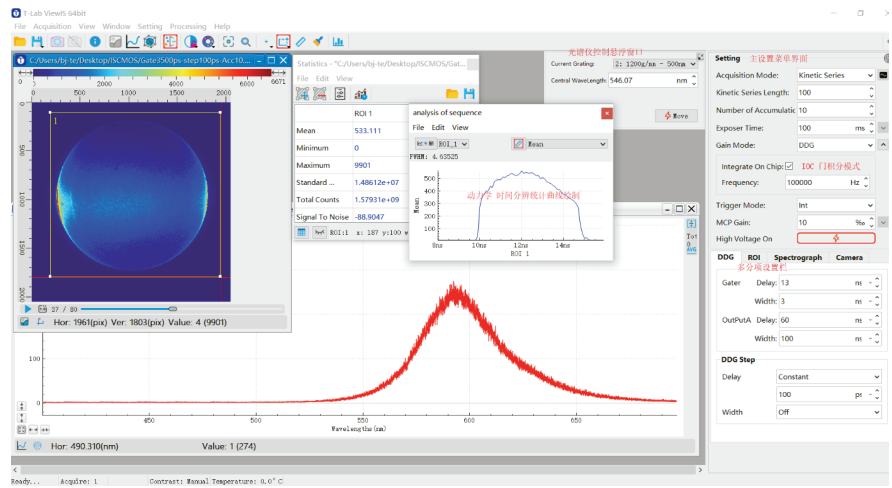 T-Lab ViewIS 64bit
File Acquisition View Window Setting Processing Help
C:/Users/bj-te/Desktop/ISCMOS/Gate3500ps-step100ps-Acc10...
0 2000 4000 6000 6671
0 500 1000 1500 2000
0
500
1000
1500
2000
1
87 / 80
Hor: 1961(pix) Ver: 1803(pix) Value: 4 (9901)
Statistics - "C:/Users/bj-te/Desktop/ISCMOS/Gat...
File Edit View
ROI 1
Mean 533.111
Minimum 0
Maximum 9901
Standard ... 1.48612e+07
Total Counts 1.57931e+09
Signal To Noise -88.9047
ROI:1 x: 187 y:100 w
analysis of sequence
File Edit View
ROI_1 Mean
FWHM: 4.63525
500
400
300
200
100
Mean
动力学 时间分辨统计曲线绘制
8ns 10ns 12ns 14ns
ROI 1
光谱仪控制悬浮窗口
Current Grating: 2: 1200g/nm - 500nm
Central WaveLength: 546.07 nm
Move
Tot
0
AVG
100
0
450 500 550 600 650
Wavelengths(nm)
Hor: 490.310(nm) Value: 1 (274)
Setting 主设置菜单界面
Acquisition Mode: Kinetic Series
Kinetic Series Length: 100
Number of Accumulatic 10
Exposer Time: 100 ms
Gain Mode: DDG
Integrate On Chip: IOC 门积分模式
Frequency: 100000 Hz
Trigger Mode: Int
MCP Gain: 10 ‰
High Voltage On
DDG ROI Spectrograph Camera
多分项设置栏
Gater Delay: 13 ns
Width: 3 ns
OutPutA Delay: 60 ns
Width: 100 ns
DDG Step
Delay Constant
100 ps
Width Off
Ready... Acquire: 1 Contrast: Manual Temperature: 0.0° C